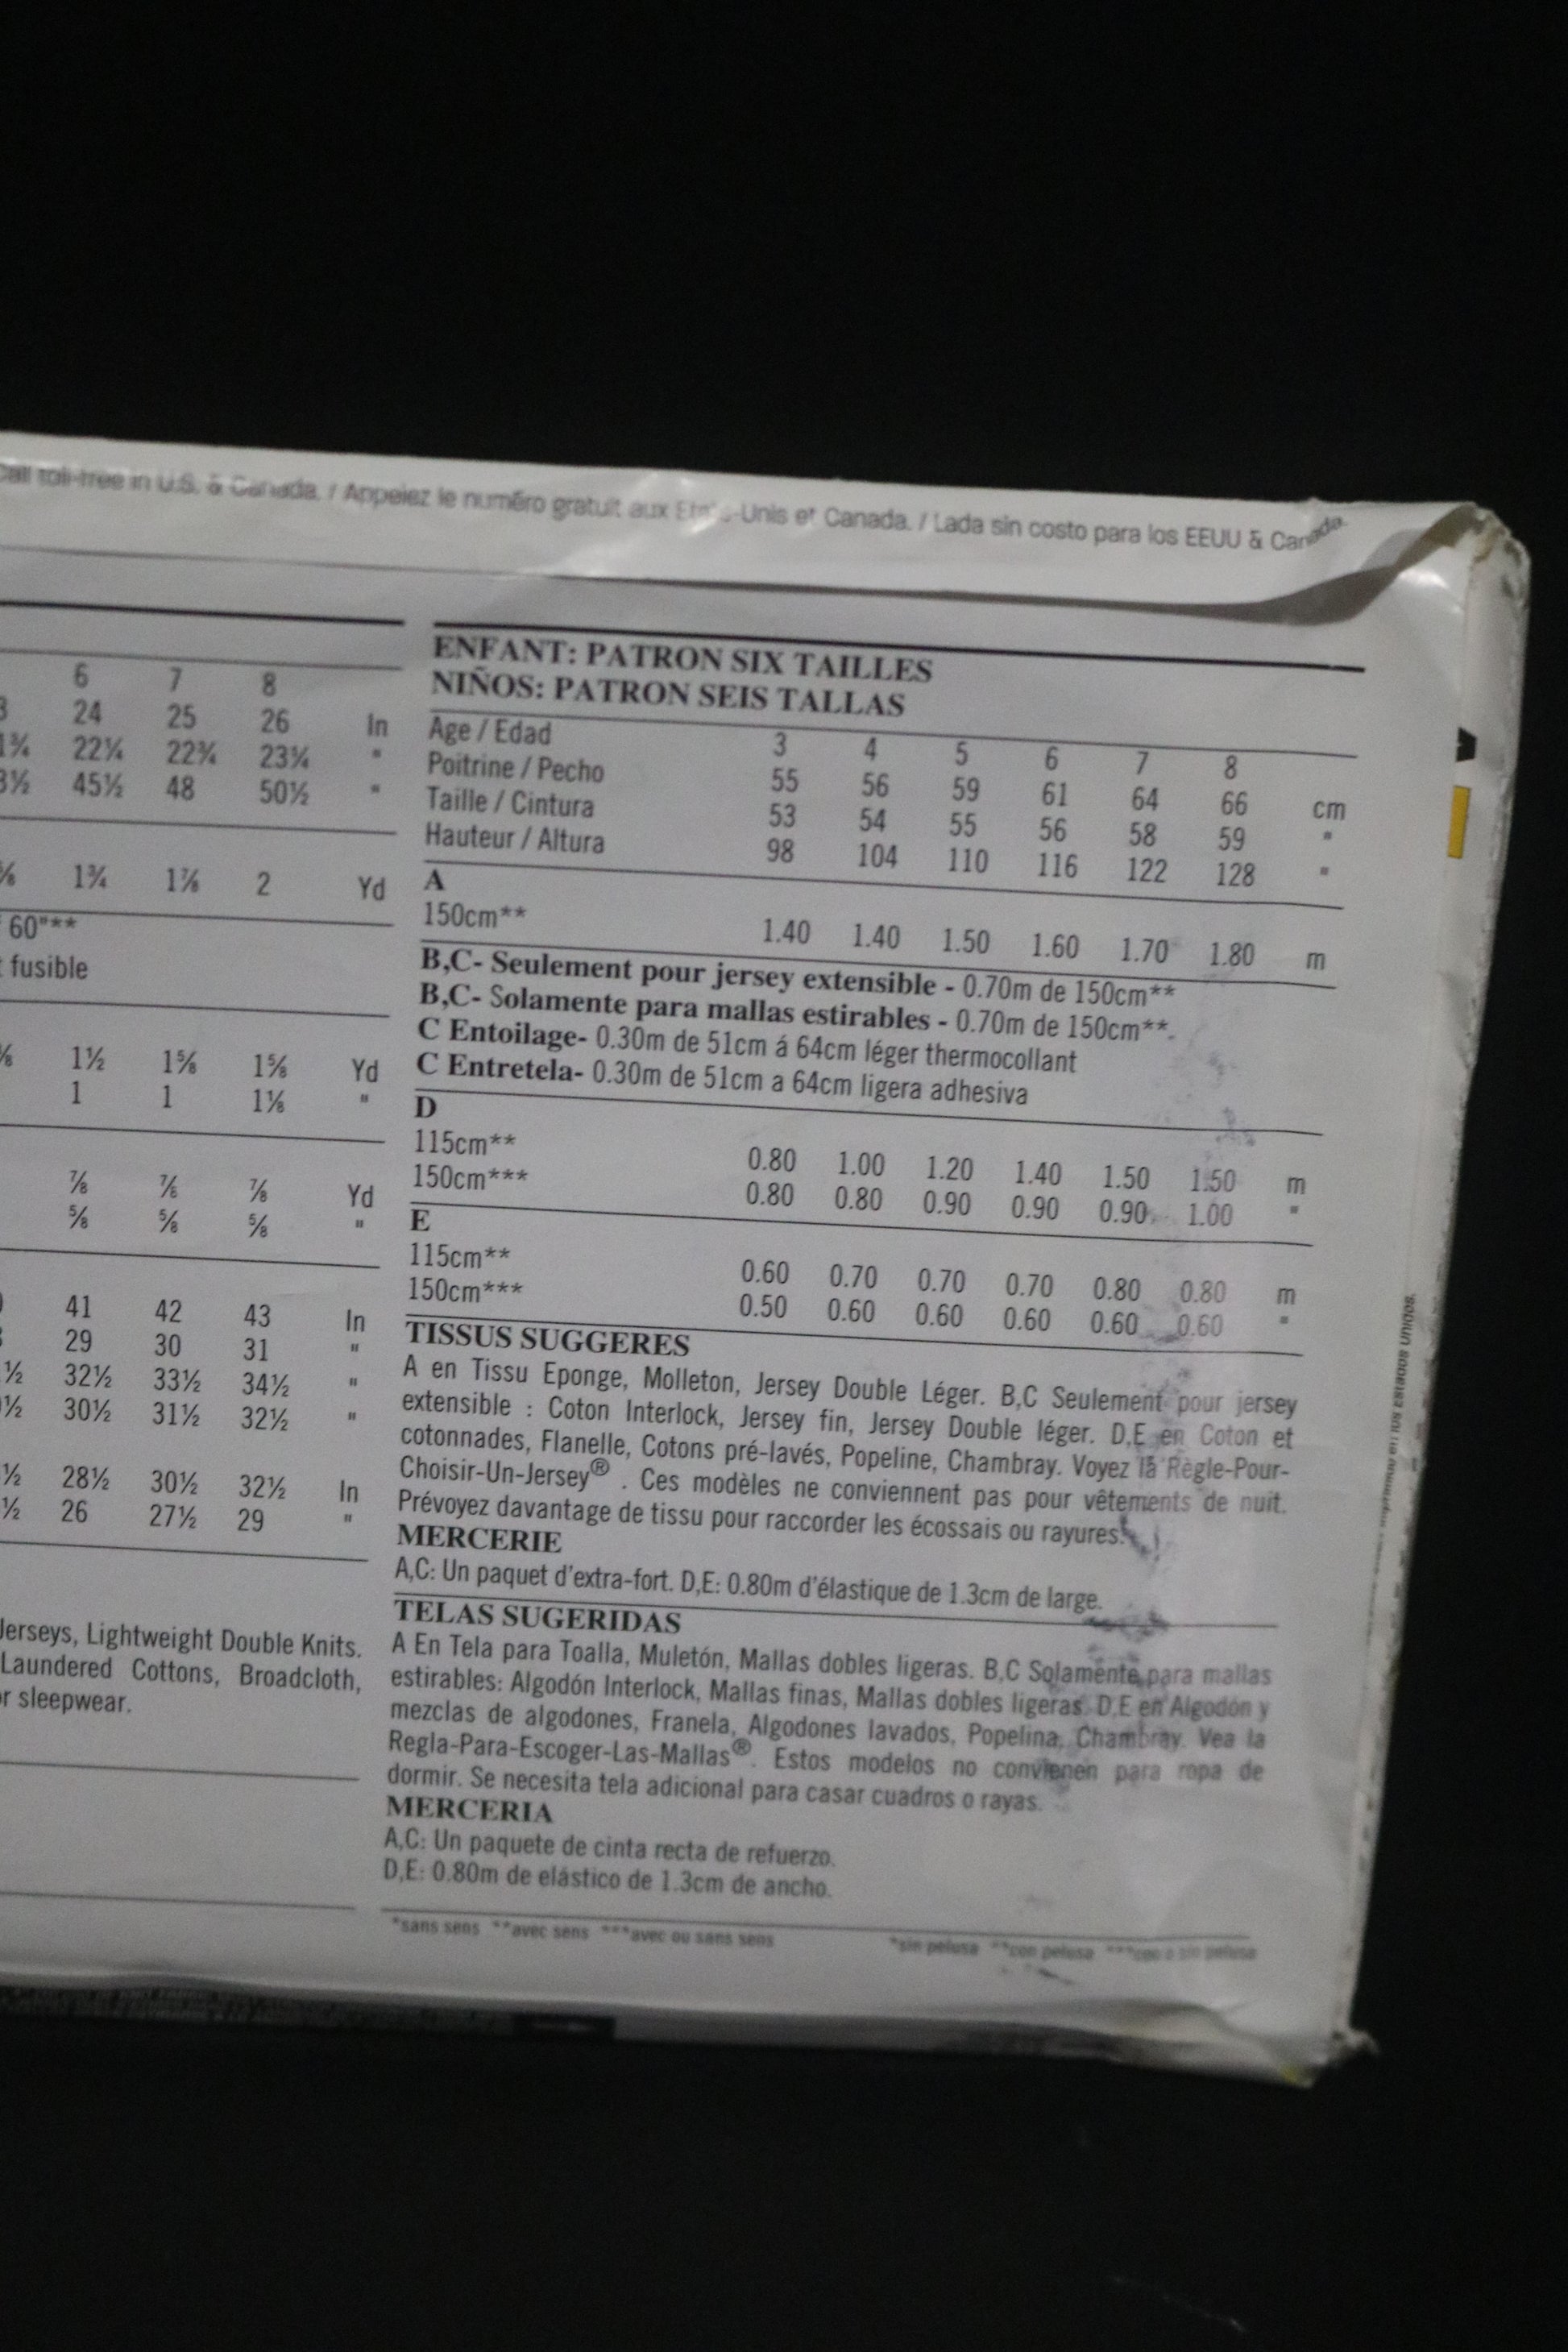 Call toll-free in U.S. & Canada. / Appelez le numéro gratuit aux Etats-Unis et Canada. / Lada sin costo para los EEUU & Canada.
6 7 8
24 25 26 In
22¼ 22¾ 23¼ "
45½ 48 50½ "
1¾ 1⅞ 2 Yd
60"**
fusible
1½ 1⅝ 1⅝ Yd
1 1 1⅛ "
⅞ ⅞ ⅞ Yd
⅝ ⅝ ⅝ "
41 42 43 In
29 30 31 "
½ 32½ 33½ 34½ "
½ 30½ 31½ 32½ "
½ 28½ 30½ 32½ In
½ 26 27½ 29 "
Jerseys, Lightweight Double Knits.
Laundered Cottons, Broadcloth,
r sleepwear.
ENFANT: PATRON SIX TAILLES
NIÑOS: PATRON SEIS TALLAS
Age / Edad 3 4 5 6 7 8
Poitrine / Pecho 55 56 59 61 64 66 cm
Taille / Cintura 53 54 55 56 58 59 "
Hauteur / Altura 98 104 110 116 122 128 "
A
150cm** 1.40 1.40 1.50 1.60 1.70 1.80 m
B,C- Seulement pour jersey extensible - 0.70m de 150cm**
B,C- Solamente para mallas estirables - 0.70m de 150cm**.
C Entoilage- 0.30m de 51cm á 64cm léger thermocollant
C Entretela- 0.30m de 51cm a 64cm ligera adhesiva
D
115cm** 0.80 1.00 1.20 1.40 1.50 1.50 m
150cm*** 0.80 0.80 0.90 0.90 0.90 1.00 "
E
115cm** 0.60 0.70 0.70 0.70 0.80 0.80 m
150cm*** 0.50 0.60 0.60 0.60 0.60 0.60 "
TISSUS SUGGERES
A en Tissu Eponge, Molleton, Jersey Double Léger. B,C Seulement pour jersey
extensible : Coton Interlock, Jersey fin, Jersey Double léger. D,E en Coton et
cotonnades, Flanelle, Cotons pré-lavés, Popeline, Chambray. Voyez la Règle-Pour-
Choisir-Un-Jersey® . Ces modèles ne conviennent pas pour vêtements de nuit.
Prévoyez davantage de tissu pour raccorder les écossais ou rayures.
MERCERIE
A,C: Un paquet d'extra-fort. D,E: 0.80m d'élastique de 1.3cm de large.
TELAS SUGERIDAS
A En Tela para Toalla, Muletón, Mallas dobles ligeras. B,C Solamente para mallas
estirables: Algodón Interlock, Mallas finas, Mallas dobles ligeras. D,E en Algodón y
mezclas de algodones, Franela, Algodones lavados, Popelina, Chambray. Vea la
Regla-Para-Escoger-Las-Mallas®. Estos modelos no convienen para ropa de
dormir. Se necesita tela adicional para casar cuadros o rayas.
MERCERIA
A,C: Un paquete de cinta recta de refuerzo.
D,E: 0.80m de elástico de 1.3cm de ancho.
*sans sens **avec sens ***avec ou sans sens *sin pelusa **con pelusa ***con o sin pelusa
en los Estados Unidos.